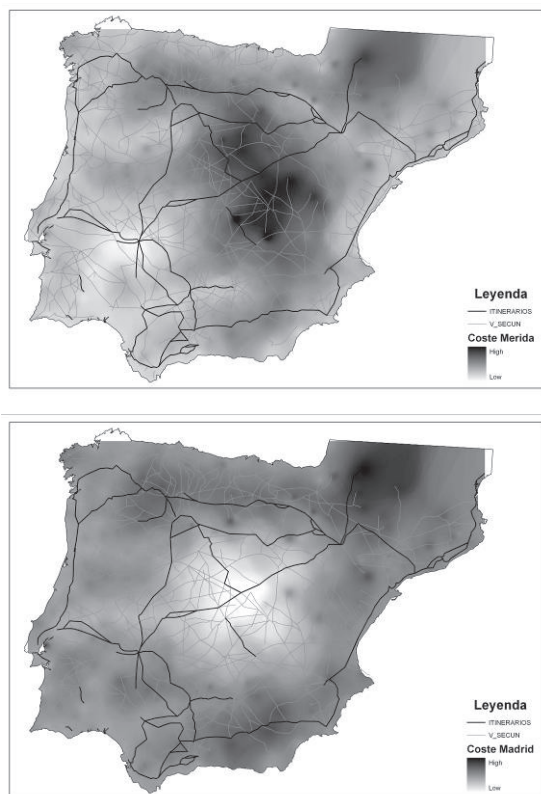 Leyenda
ITINERARIOS
V_SECUN
Coste Merida
High
Low
Leyenda
ITINERARIOS
V_SECUN
Coste Madrid
High
Low